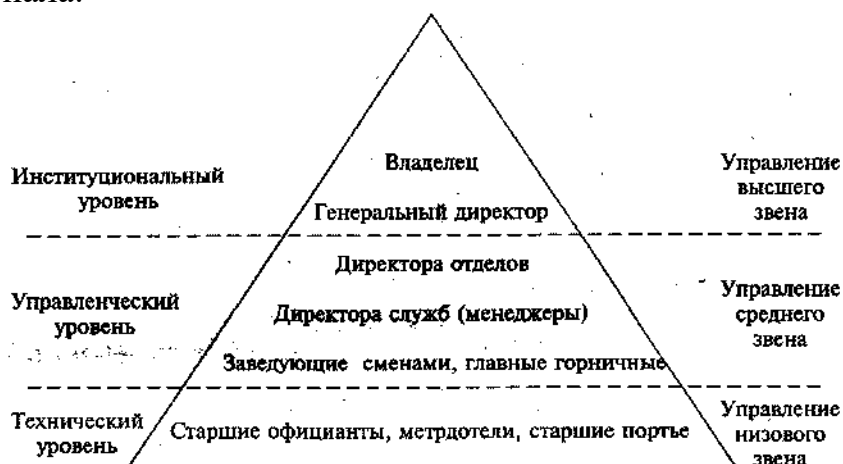 Владелец
Институциональный
уровень
Генеральный директор
Управление
высшего
звена
Директора отделов
Управленческий
уровень
Директора служб (менеджеры)
Заведующие сменами, главные горничные
Управление
среднего
звена
Технический
уровень
Старшие официанты, метрдотели, старшие портье
Управление
низового
звена